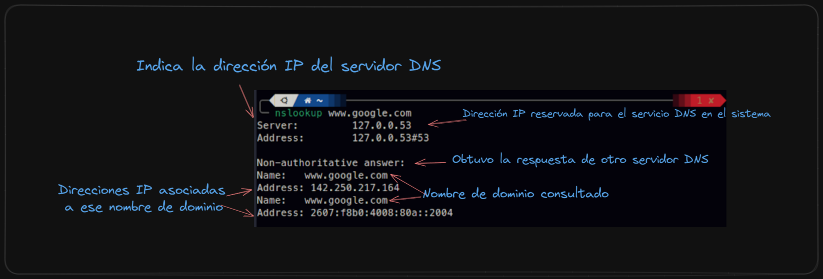 Indica la dirección IP del servidor DNS
~
1 ✘
nslookup www.google.com
Server: 127.0.0.53
Dirección IP reservada para el servicio DNS en el sistema
Address: 127.0.0.53#53
Non-authoritative answer:
Obtuvo la respuesta de otro servidor DNS
Name: www.google.com
Direcciones IP asociadas
a ese nombre de dominio
Address: 142.250.217.164
Nombre de dominio consultado
Name: www.google.com
Address: 2607:f8b0:4008:80a::2004